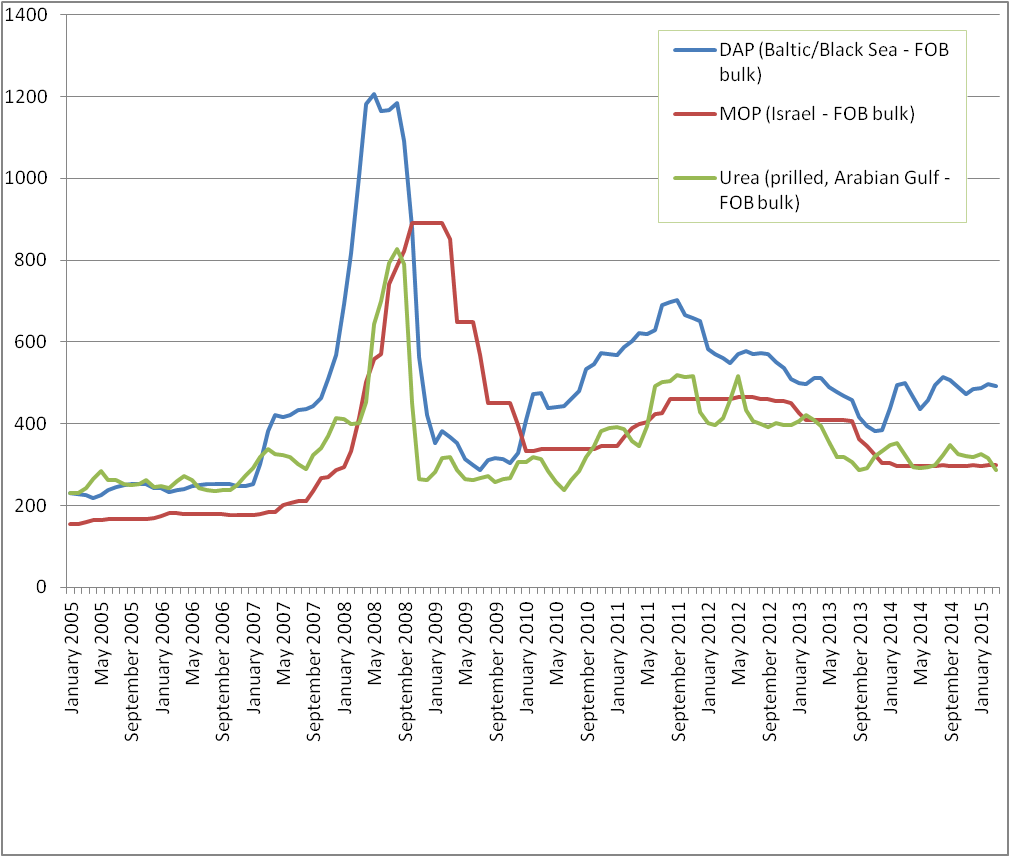 1400
1200
1000
800
600
400
200
0
DAP (Baltic/Black Sea - FOB
bulk)
MOP (Israel - FOB bulk)
Urea (prilled, Arabian Gulf -
FOB bulk)
January 2005
May 2005
September 2005
January 2006
May 2006
September 2006
January 2007
May 2007
September 2007
January 2008
May 2008
September 2008
January 2009
May 2009
September 2009
January 2010
May 2010
September 2010
January 2011
May 2011
September 2011
January 2012
May 2012
September 2012
January 2013
May 2013
September 2013
January 2014
May 2014
September 2014
January 2015